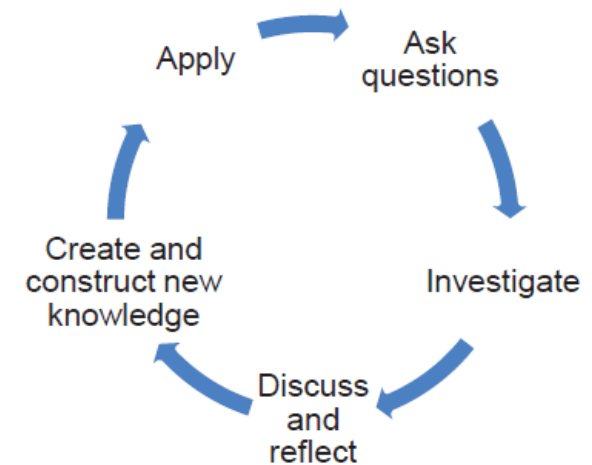 Ask
questions
Investigate
Discuss
and
reflect
Create and
construct new
knowledge
Apply